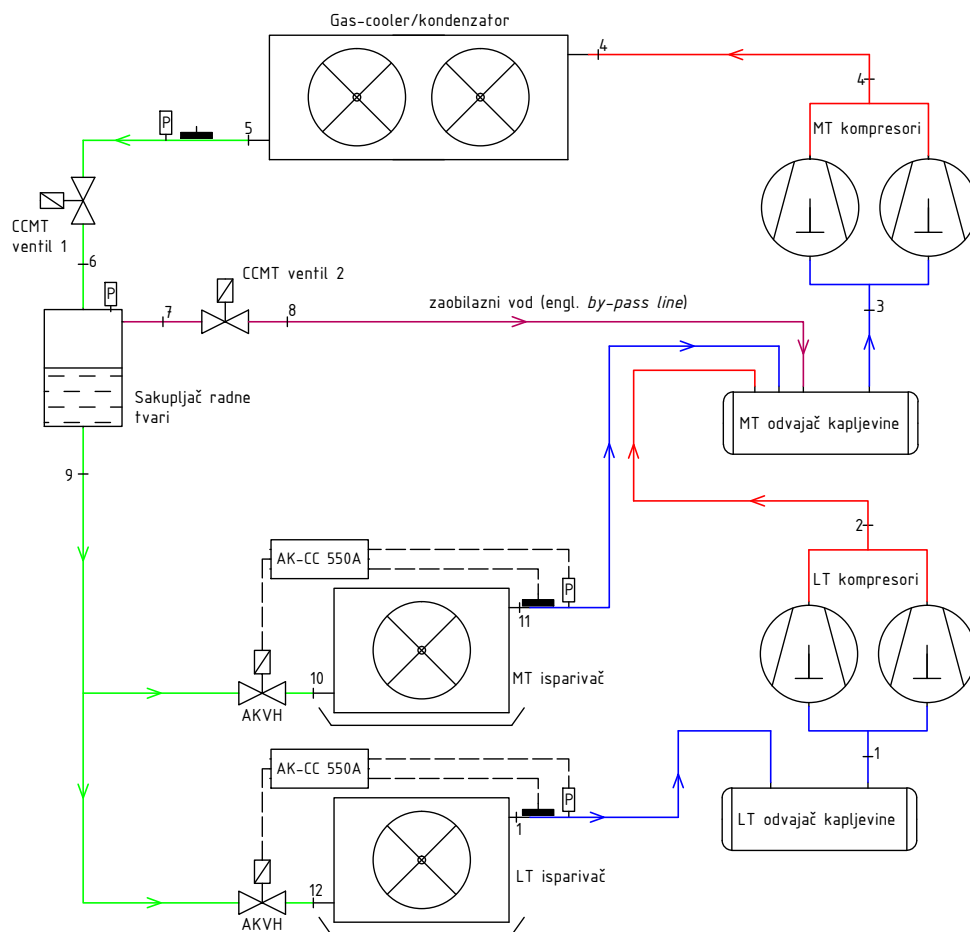 Gas-cooler/kondenzator
4
4
P
5
MT kompresori
CCMT
ventil 1
6
CCMT ventil 2
P
7
8
zaobilazni vod (engl. by-pass line)
3
Sakupljač radne
tvari
MT odvajač kapljevine
9
2
AK-CC 550A
P
LT kompresori
11
10
MT isparivač
AKVH
1
AK-CC 550A
P
1
LT odvajač kapljevine
12
LT isparivač
AKVH